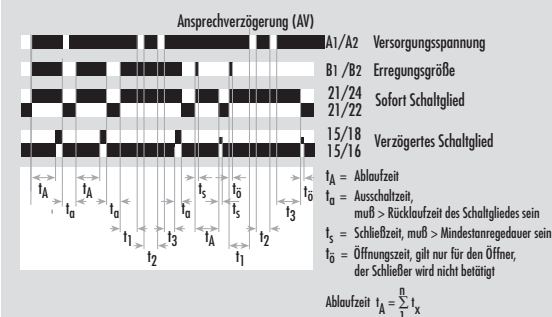 Ansprechverzögerung (AV)
A1/A2 Versorgungsspannung
B1 /B2 Erregungsgröße
21/24
21/22
Sofort Schaltglied
15/18
15/16
Verzögertes Schaltglied
tA tA ts tö tö
ta ta ta ts t3
t1 t3 tA t2
t2 t1
tA = Ablaufzeit
ta = Ausschaltzeit,
muß > Rücklaufzeit des Schaltgliedes sein
ts = Schließzeit, muß > Mindestanregedauer sein
tö = Öffnungszeit, gilt nur für den Öffner,
der Schließer wird nicht betätigt
Ablaufzeit tA = n∑1 tx